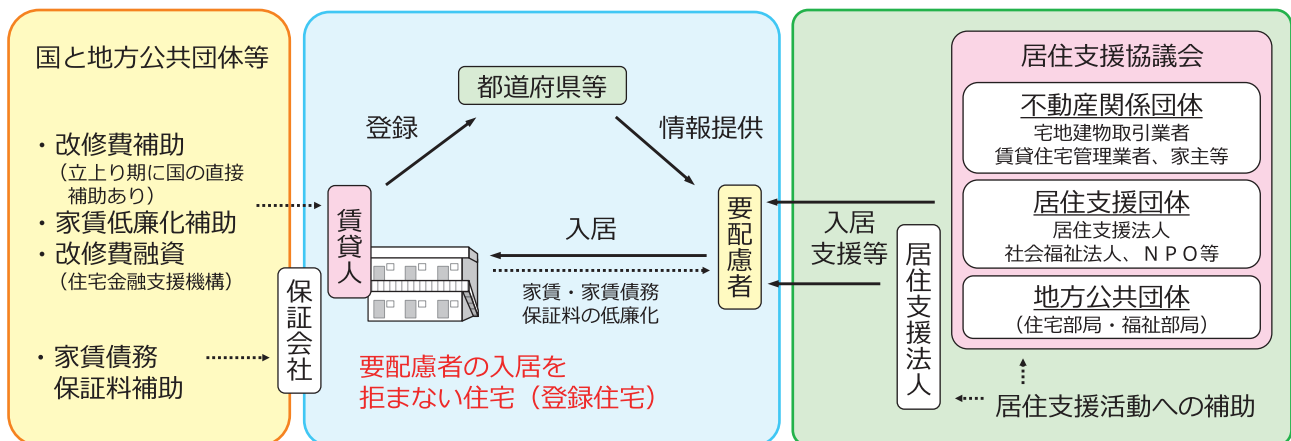 国と地方公共団体等
・改修費補助
（立上り期に国の直接
補助あり）
・家賃低廉化補助
・改修費融資
（住宅金融支援機構）
・家賃債務
保証料補助
保証会社
賃貸人
登録
都道府県等
情報提供
要配慮者
入居
家賃・家賃債務
保証料の低廉化
要配慮者の入居を
拒まない住宅（登録住宅）
入居
支援等
居住支援法人
居住支援協議会
不動産関係団体
宅地建物取引業者
賃貸住宅管理業者、家主等
居住支援団体
居住支援法人
社会福祉法人、ＮＰＯ等
地方公共団体
（住宅部局・福祉部局）
居住支援活動への補助